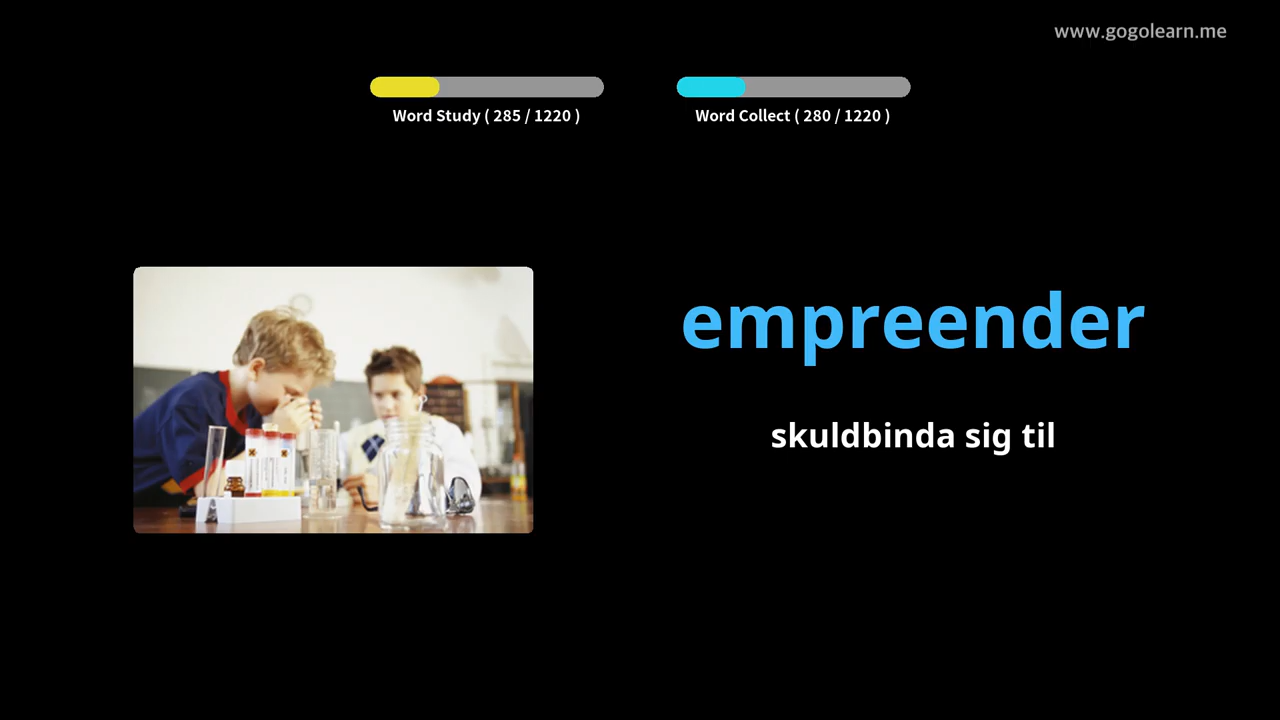 www.gogolearn.me
Word Study ( 285 / 1220 )
Word Collect ( 280 / 1220 )
empreender
skuldbinda sig til